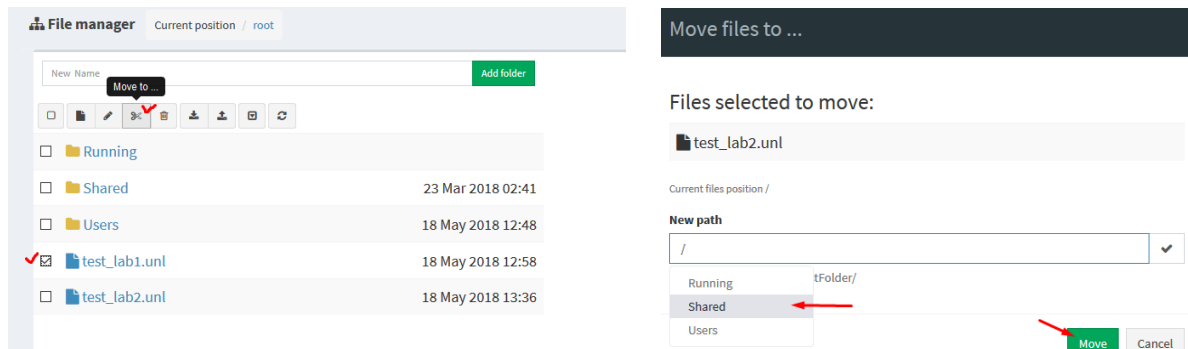 File manager Current position / root
New Name Add folder
Move to ...
Running
Shared 23 Mar 2018 02:41
Users 18 May 2018 12:48
test_lab1.unl 18 May 2018 12:58
test_lab2.unl 18 May 2018 13:36
Move files to ...
Files selected to move:
test_lab2.unl
Current files position /
New path
/
tFolder/
Running
Shared
Users
Move Cancel